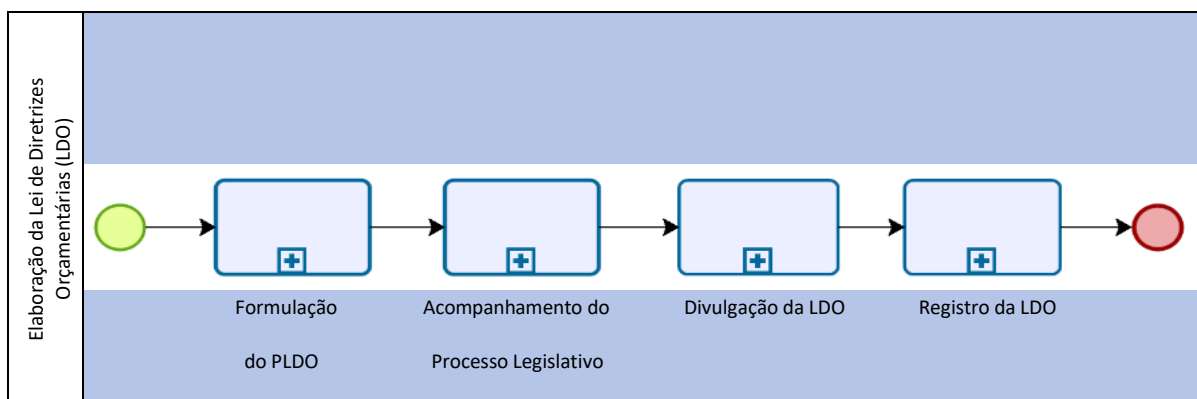 Elaboração da Lei de Diretrizes
Orçamentárias (LDO)
Formulação
do PLDO
Acompanhamento do
Processo Legislativo
Divulgação da LDO
Registro da LDO